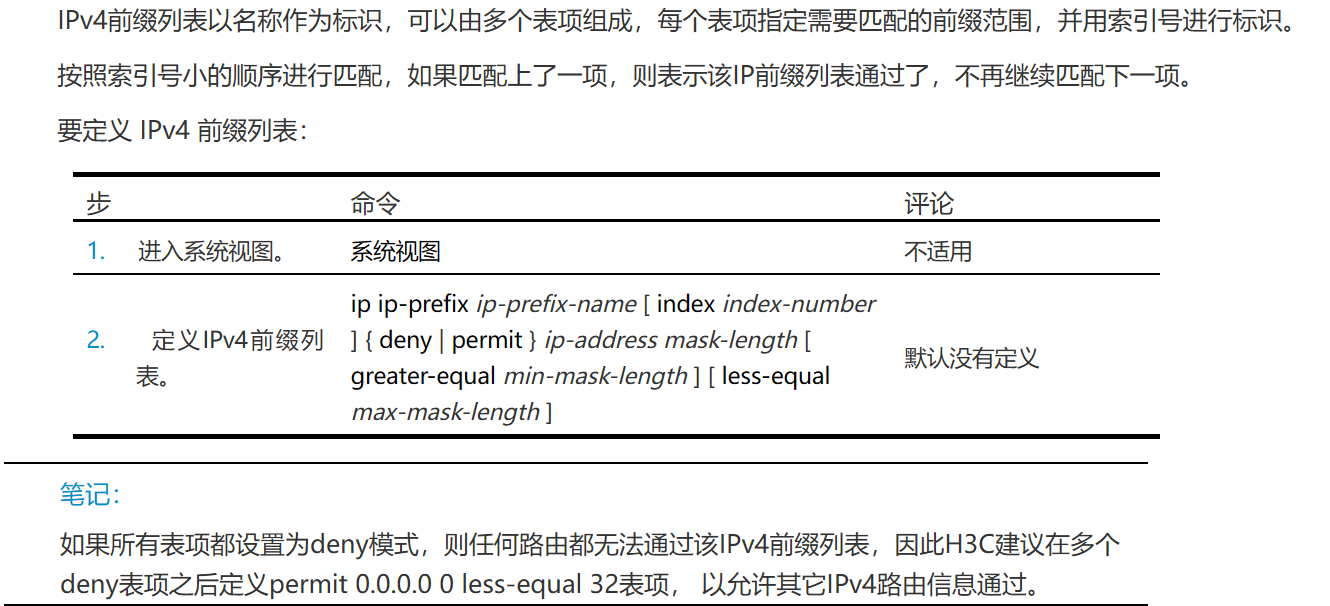 IPv4前缀列表以名称作为标识，可以由多个表项组成，每个表项指定需要匹配的前缀范围，并用索引号进行标识。
按照索引号小的顺序进行匹配，如果匹配上了一项，则表示该IP前缀列表通过了，不再继续匹配下一项。
要定义 IPv4 前缀列表：
步 命令 评论
1. 进入系统视图。 系统视图 不适用
2. 定义IPv4前缀列
表。
ip ip-prefix ip-prefix-name [ index index-number
] { deny | permit } ip-address mask-length [
greater-equal min-mask-length ] [ less-equal
max-mask-length ]
默认没有定义
笔记：
如果所有表项都设置为deny模式，则任何路由都无法通过该IPv4前缀列表，因此H3C建议在多个
deny表项之后定义permit 0.0.0.0 0 less-equal 32表项， 以允许其它IPv4路由信息通过。